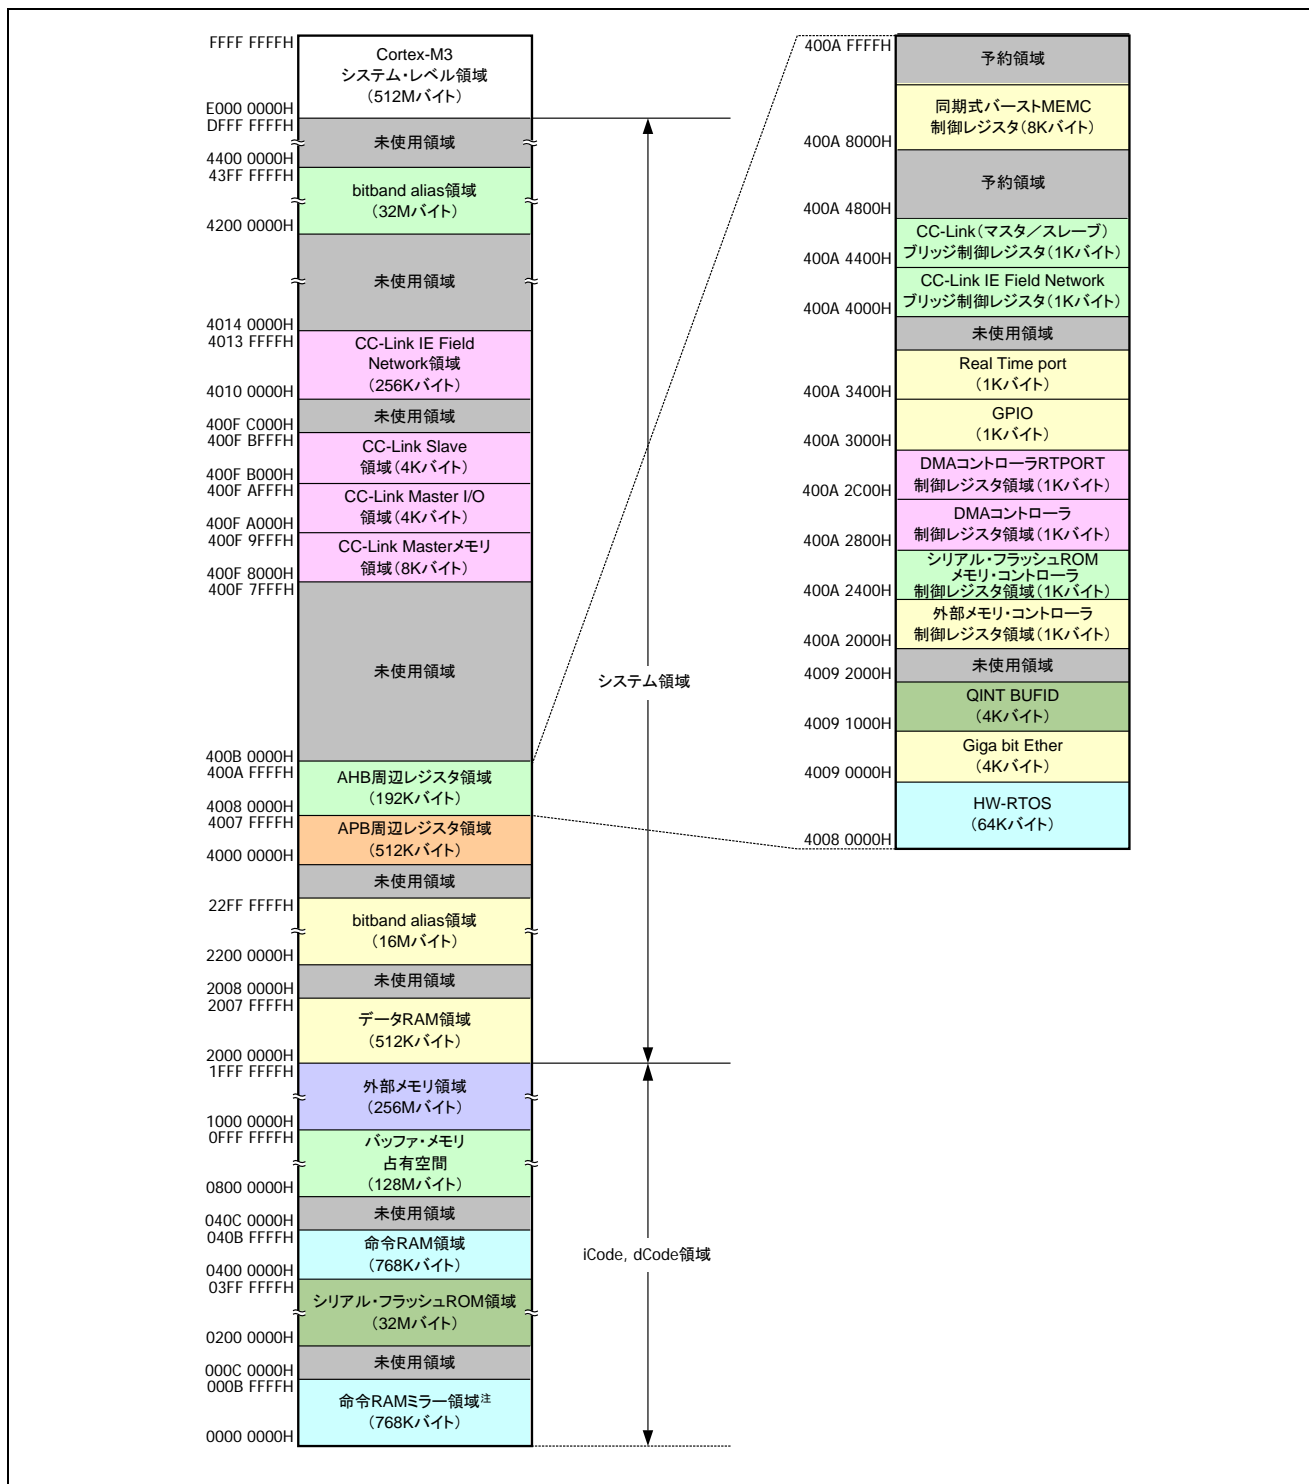 FFFF FFFFH
Cortex-M3
システム・レベル領域
(512Mバイト)
E000 0000H
DFFF FFFFH
未使用領域
4400 0000H
43FF FFFFH
bitband alias領域
(32Mバイト)
4200 0000H
未使用領域
4014 0000H
4013 FFFFH
CC-Link IE Field
Network領域
(256Kバイト)
4010 0000H
未使用領域
400F C000H
400F BFFFH
CC-Link Slave
領域(4Kバイト)
400F B000H
400F AFFFH
CC-Link Master I/O
領域(4Kバイト)
400F A000H
400F 9FFFH
CC-Link Masterメモリ
領域(8Kバイト)
400F 8000H
400F 7FFFH
未使用領域
400B 0000H
400A FFFFH
AHB周辺レジスタ領域
(192Kバイト)
4008 0000H
4007 FFFFH
APB周辺レジスタ領域
(512Kバイト)
4000 0000H
未使用領域
22FF FFFFH
bitband alias領域
(16Mバイト)
2200 0000H
未使用領域
2008 0000H
2007 FFFFH
データRAM領域
(512Kバイト)
2000 0000H
1FFF FFFFH
外部メモリ領域
(256Mバイト)
1000 0000H
0FFF FFFFH
バッファ・メモリ
占有空間
(128Mバイト)
0800 0000H
未使用領域
040C 0000H
040B FFFFH
命令RAM領域
(768Kバイト)
0400 0000H
03FF FFFFH
シリアル・フラッシュROM領域
(32Mバイト)
0200 0000H
未使用領域
000C 0000H
000B FFFFH
命令RAMミラー領域注
(768Kバイト)
0000 0000H
システム領域
iCode, dCode領域
400A FFFFH
予約領域
同期式バーストMEMC
制御レジスタ(8Kバイト)
400A 8000H
予約領域
400A 4800H
CC-Link(マスタ/スレーブ)
ブリッジ制御レジスタ(1Kバイト)
400A 4400H
CC-Link IE Field Network
ブリッジ制御レジスタ(1Kバイト)
400A 4000H
未使用領域
Real Time port
(1Kバイト)
400A 3400H
GPIO
(1Kバイト)
400A 3000H
DMAコントローラRTPORT
制御レジスタ領域(1Kバイト)
400A 2C00H
DMAコントローラ
制御レジスタ領域(1Kバイト)
400A 2800H
シリアル・フラッシュROM
メモリ・コントローラ
制御レジスタ領域(1Kバイト)
400A 2400H
外部メモリ・コントローラ
制御レジスタ領域(1Kバイト)
400A 2000H
未使用領域
4009 2000H
QINT BUFID
(4Kバイト)
4009 1000H
Giga bit Ether
(4Kバイト)
4009 0000H
HW-RTOS
(64Kバイト)
4008 0000H